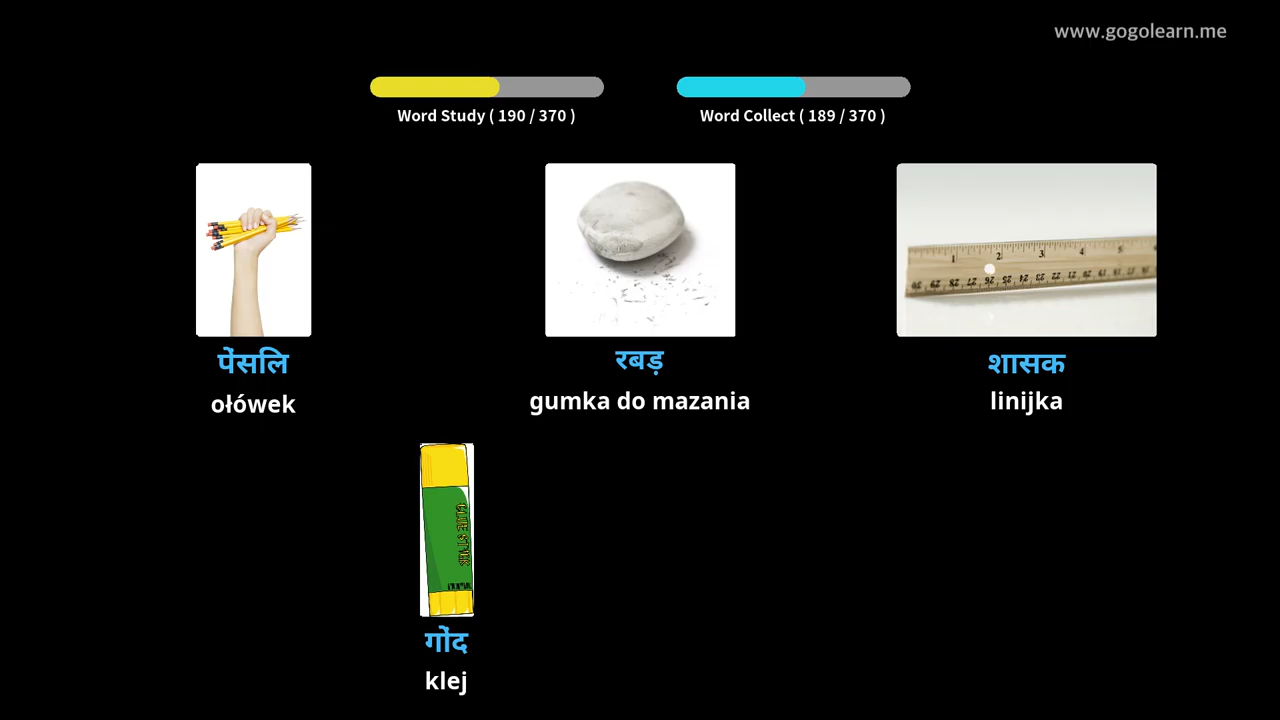 www.gogolearn.me
Word Study ( 190 / 370 )
Word Collect ( 189 / 370 )
पेंसलि
ołówek
रबड़
gumka do mazania
शासक
linijka
गोंद
klej